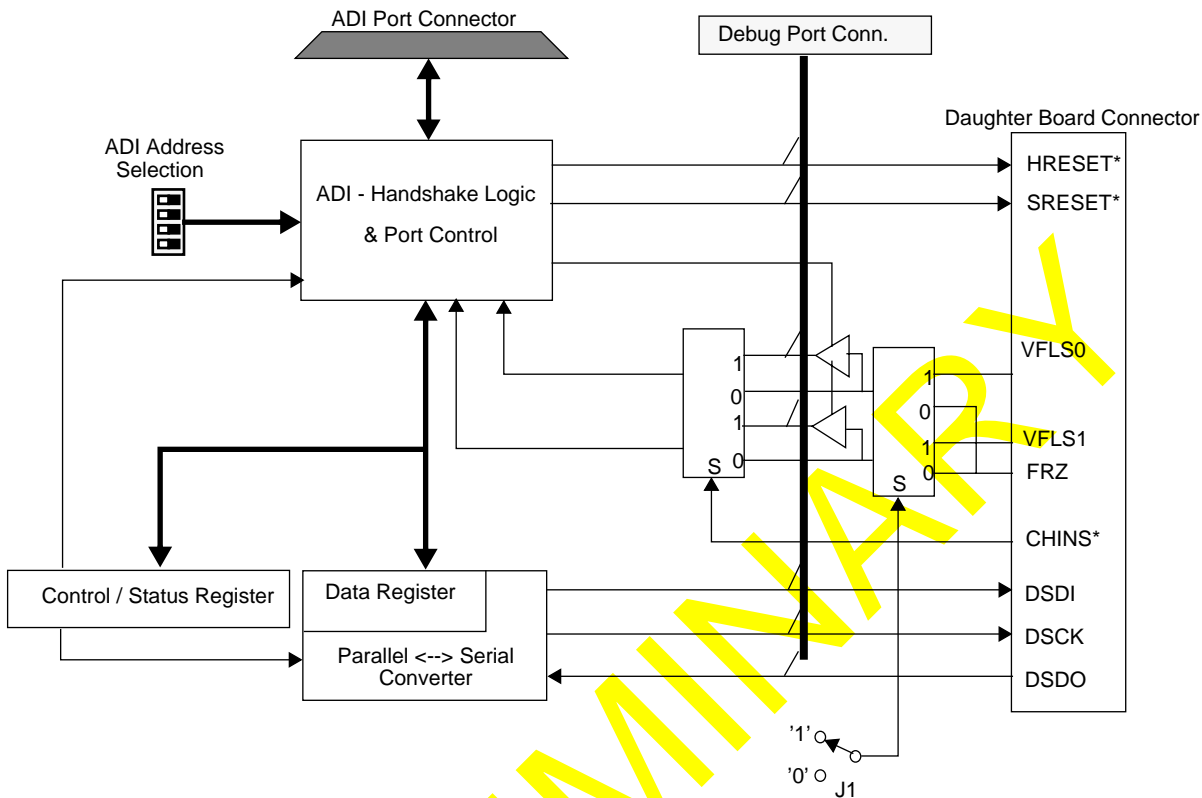 ADI Port Connector
Debug Port Conn.
Daughter Board Connector
ADI Address
Selection
ADI - Handshake Logic
& Port Control
HRESET*
SRESET*
VFLS0
1
0
1
0
S
1
0
1
0
S
VFLS1
FRZ
CHINS*
Control / Status Register
Data Register
Parallel <--> Serial
Converter
DSDI
DSCK
DSDO
'1'
'0'
J1
MINARY